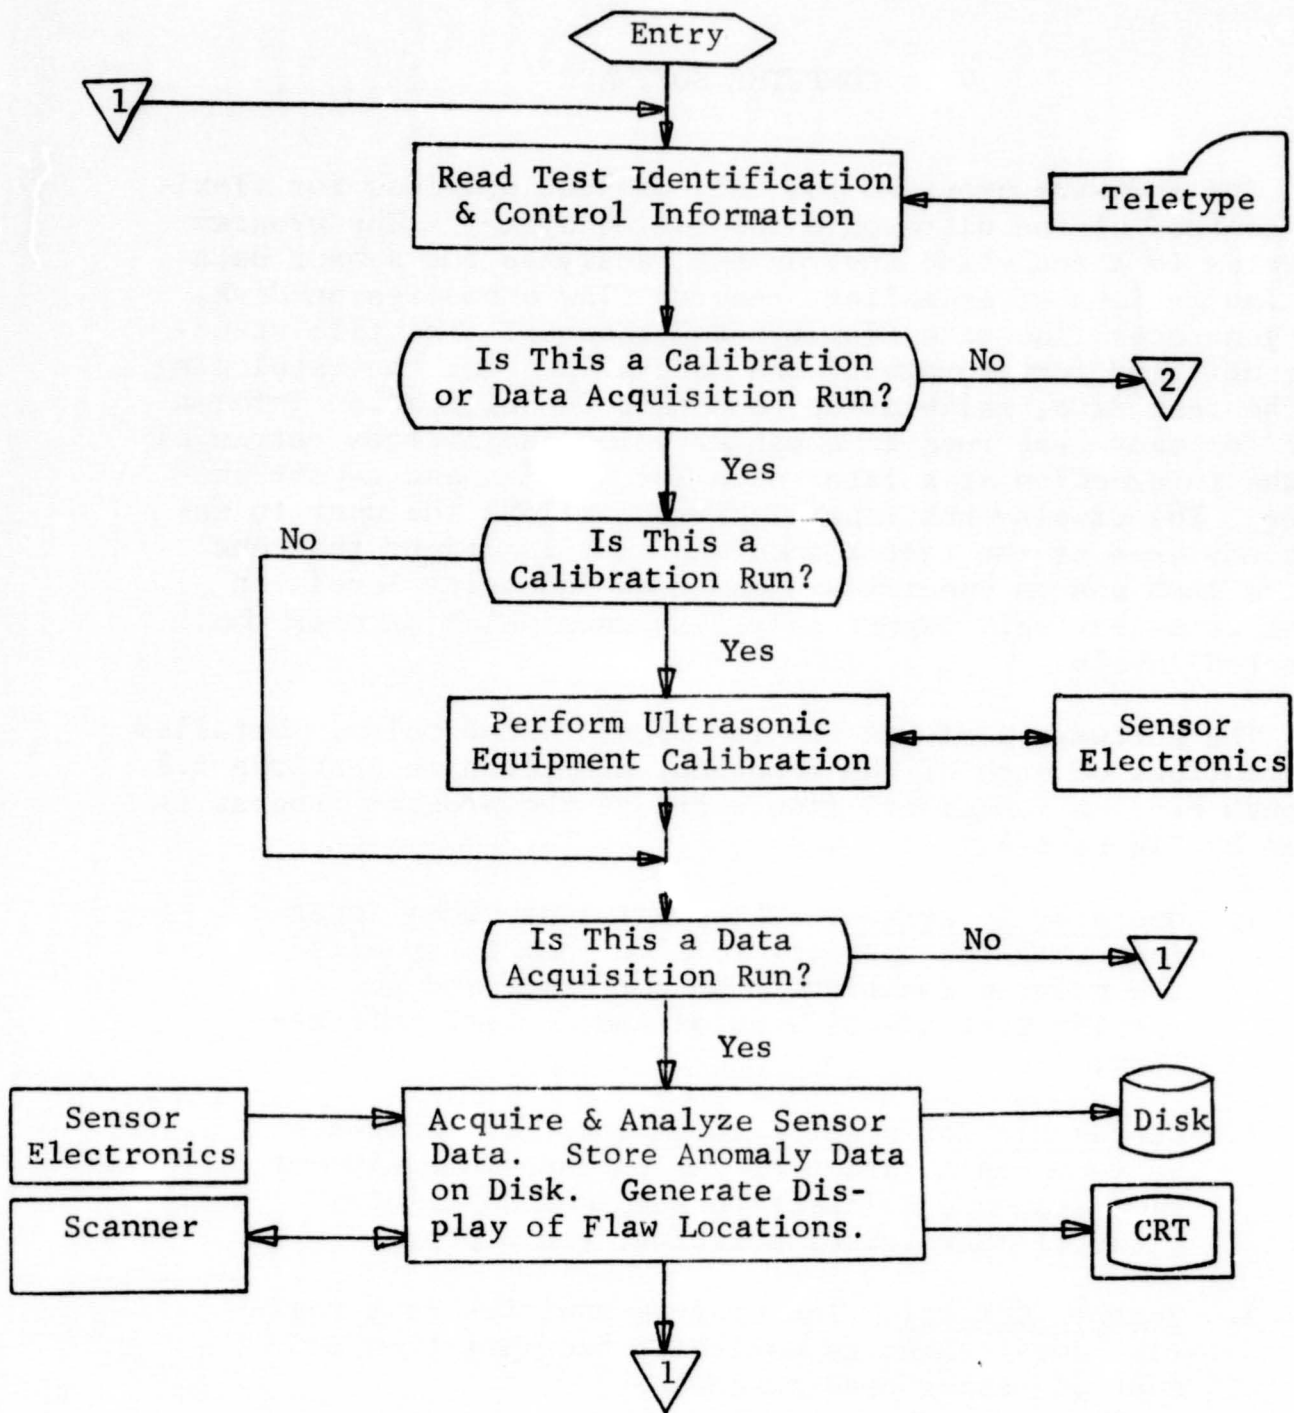 Entry
1
Read Test Identification
& Control Information
Teletype
Is This a Calibration
or Data Acquisition Run?
No
2
Yes
No
Is This a
Calibration Run?
Yes
Perform Ultrasonic
Equipment Calibration
Sensor
Electronics
Is This a Data
Acquisition Run?
No
1
Yes
Sensor
Electronics
Scanner
Acquire & Analyze Sensor
Data. Store Anomaly Data
on Disk. Generate Dis-
play of Flaw Locations.
Disk
CRT
1